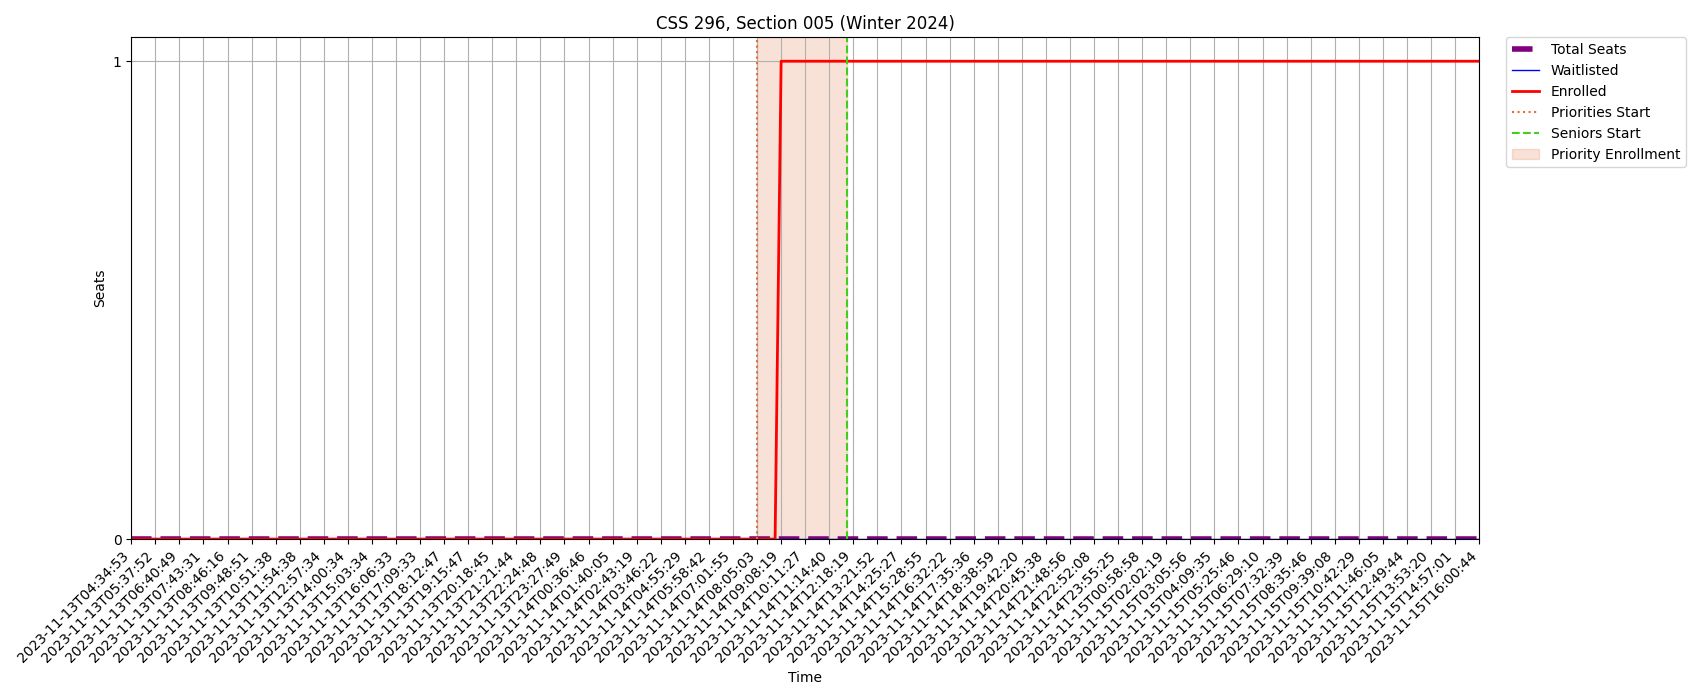 CSS 296, Section 005 (Winter 2024)
Total Seats
Waitlisted
Enrolled
Priorities Start
Seniors Start
Priority Enrollment
Seats
1
0
2023-11-13T04:34:53
2023-11-13T05:37:52
2023-11-13T06:40:49
2023-11-13T07:43:31
2023-11-13T08:46:16
2023-11-13T09:48:51
2023-11-13T10:51:38
2023-11-13T11:54:38
2023-11-13T12:57:34
2023-11-13T14:00:34
2023-11-13T15:03:34
2023-11-13T16:06:33
2023-11-13T17:09:33
2023-11-13T18:12:47
2023-11-13T19:15:47
2023-11-13T20:18:45
2023-11-13T21:21:44
2023-11-13T22:24:48
2023-11-13T23:27:49
2023-11-14T00:36:46
2023-11-14T01:40:05
2023-11-14T02:43:19
2023-11-14T03:46:22
2023-11-14T04:55:29
2023-11-14T05:58:42
2023-11-14T07:01:55
2023-11-14T08:05:03
2023-11-14T09:08:19
2023-11-14T10:11:27
2023-11-14T11:14:40
2023-11-14T12:18:19
2023-11-14T13:21:52
2023-11-14T14:25:27
2023-11-14T15:28:55
2023-11-14T16:32:22
2023-11-14T17:35:36
2023-11-14T18:38:59
2023-11-14T19:42:20
2023-11-14T20:45:38
2023-11-14T21:48:56
2023-11-14T22:52:08
2023-11-14T23:55:25
2023-11-15T00:58:58
2023-11-15T02:02:19
2023-11-15T03:05:56
2023-11-15T04:09:35
2023-11-15T05:25:46
2023-11-15T06:29:10
2023-11-15T07:32:39
2023-11-15T08:35:46
2023-11-15T09:39:08
2023-11-15T10:42:29
2023-11-15T11:46:05
2023-11-15T12:49:44
2023-11-15T13:53:20
2023-11-15T14:57:01
2023-11-15T16:00:44
Time